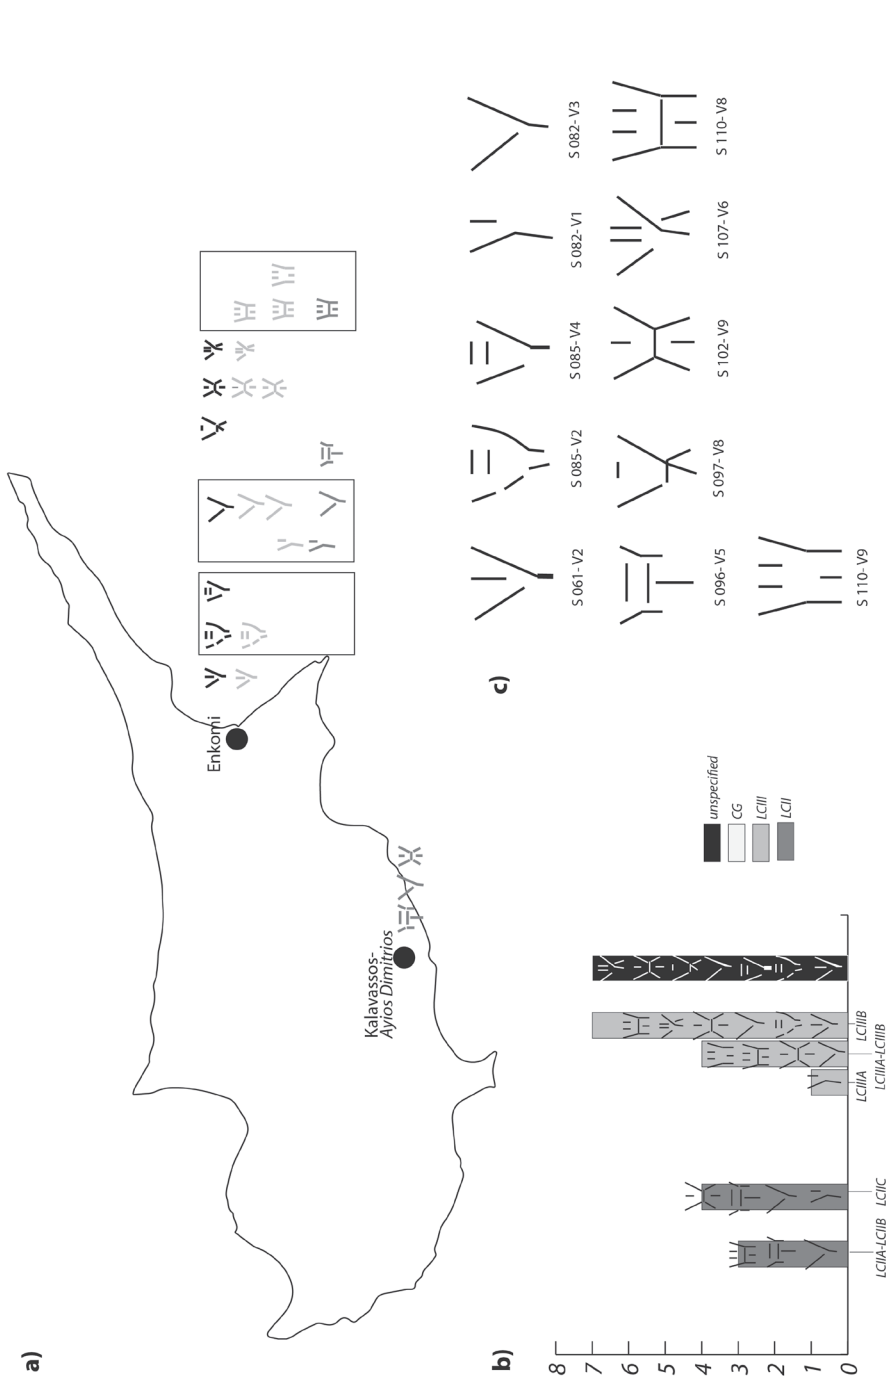 a)
Enkomi
Kalavassos-
Ayios Dimitrios
b)
8
7
6
5
4
3
2
1
0
LCIIA-LCIIB
LCIIC
LCIIIA
LCIIIA-LCIIIB
LCIIIB
unspecified
CG
LCIII
LCII
c)
S 061- V2
S 085- V2
S 085- V4
S 082- V1
S 082- V3
S 096- V5
S 097- V8
S 102- V9
S 107- V6
S 110- V8
S 110- V9